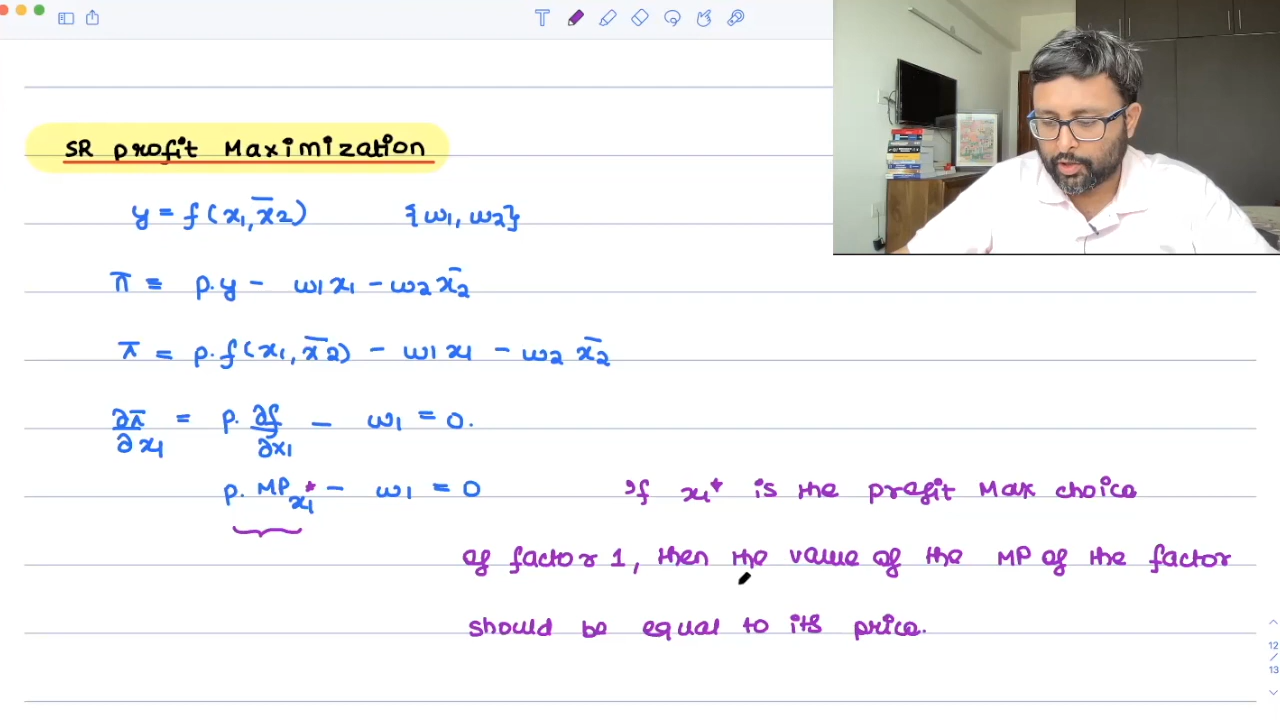 SR profit Maximization
y = f(x₁, x̄₂) {w₁, w₂}
π = p.y - w₁x₁ - w₂x̄₂
π = p.f(x₁, x̄₂) - w₁x₁ - w₂x̄₂
∂π/∂x₁ = p. ∂f/∂x₁ - w₁ = 0.
p. MPx₁* - w₁ = 0 If x₁* is the profit Max choice
of factor 1, then the value of the MP of the factor
should be equal to its price.
12
/
13